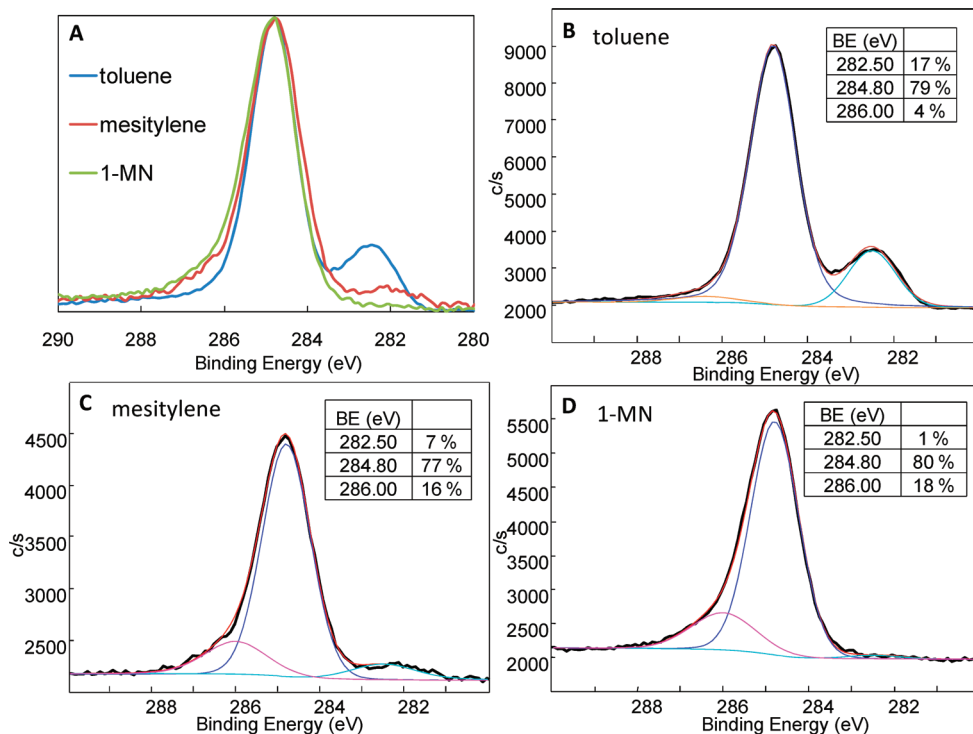 A
toluene
mesitylene
1-MN
290 288 286 284 282 280
Binding Energy (eV)
B toluene
BE (eV)
282.50 17 %
284.80 79 %
286.00 4 %
9000
8000
7000
6000
5000
4000
3000
2000
c/s
288 286 284 282
Binding Energy (eV)
C mesitylene
BE (eV)
282.50 7 %
284.80 77 %
286.00 16 %
4500
4000
3500
3000
2500
c/s
288 286 284 282
Binding Energy (eV)
D 1-MN
BE (eV)
282.50 1 %
284.80 80 %
286.00 18 %
5500
5500
4500
4000
3500
5000
2500
2000
c/s
288 286 284 282
Binding Energy (eV)